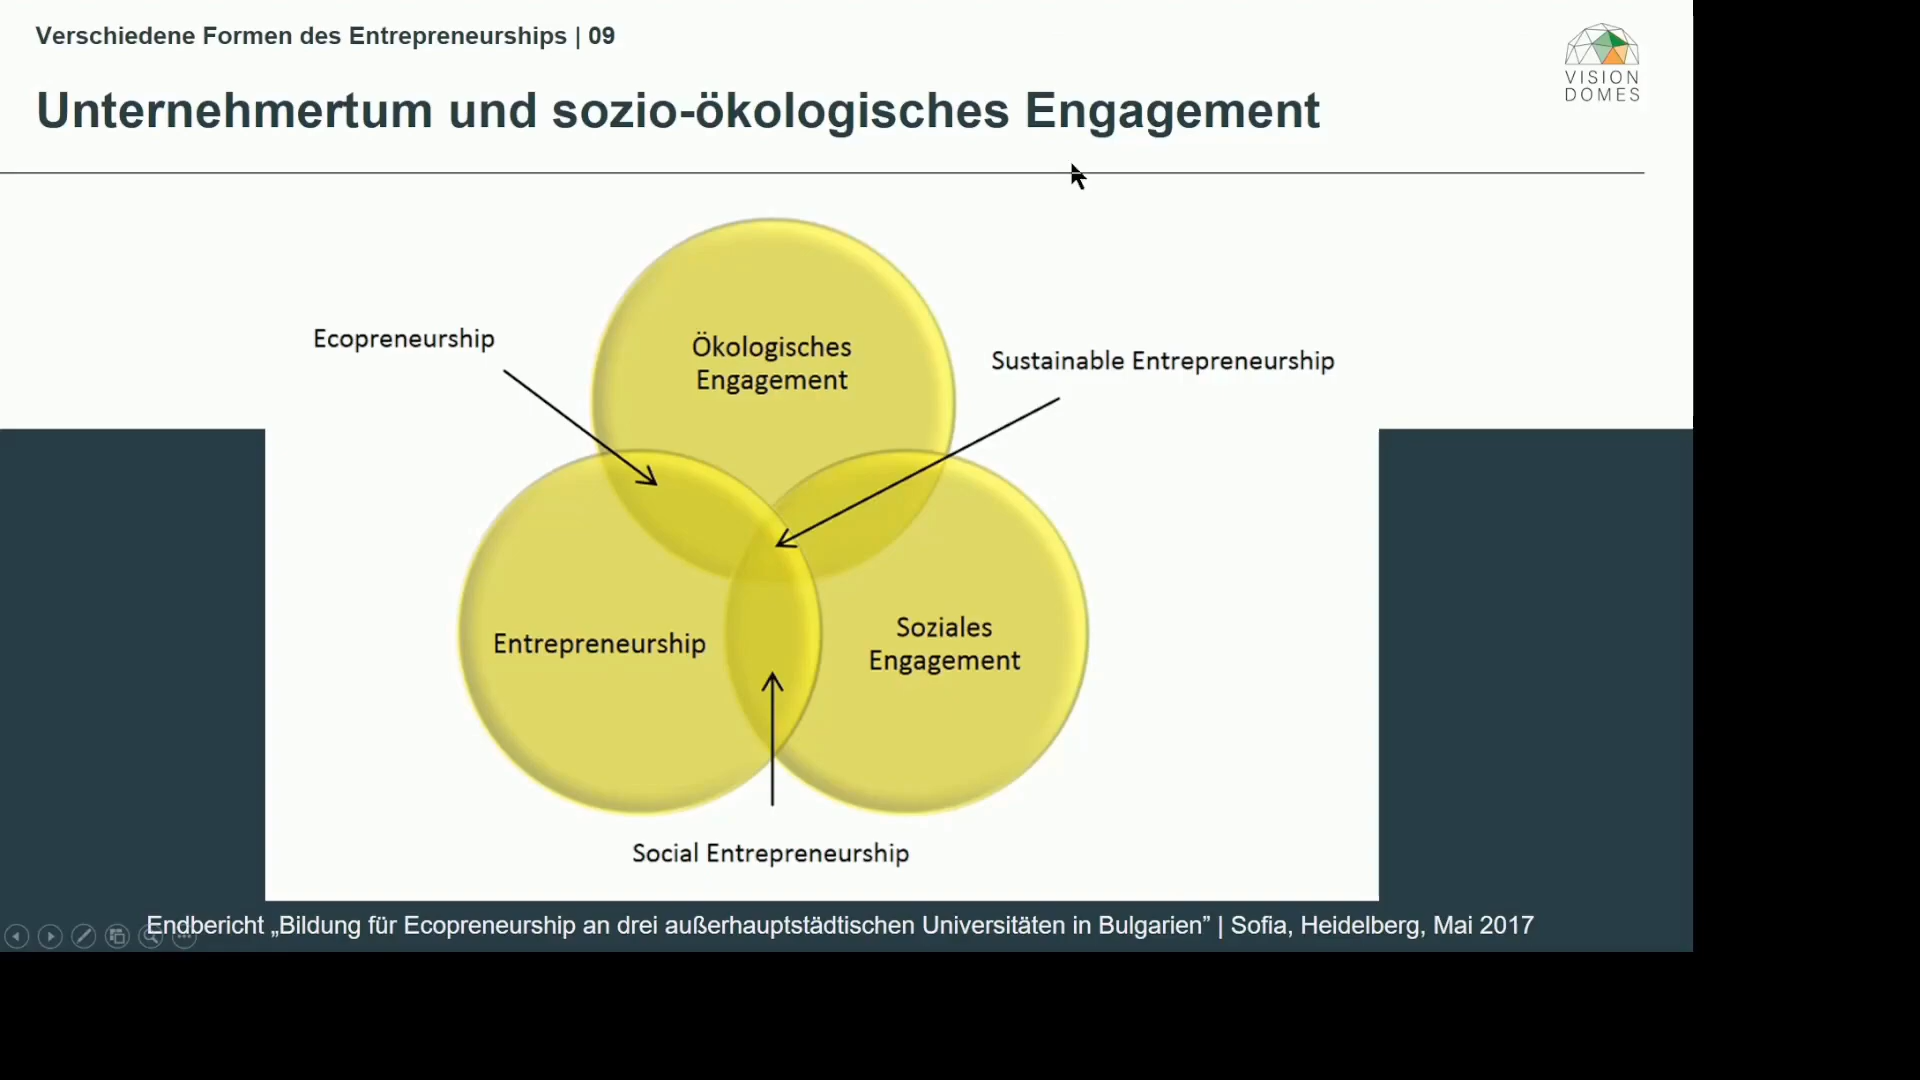 Verschiedene Formen des Entrepreneurships | 09
VISION
DOMES
Unternehmertum und sozio-ökologisches Engagement
Ecopreneurship
Ökologisches
Engagement
Sustainable Entrepreneurship
Entrepreneurship
Soziales
Engagement
Social Entrepreneurship
Endbericht „Bildung für Ecopreneurship an drei außerhauptstädtischen Universitäten in Bulgarien” | Sofia, Heidelberg, Mai 2017